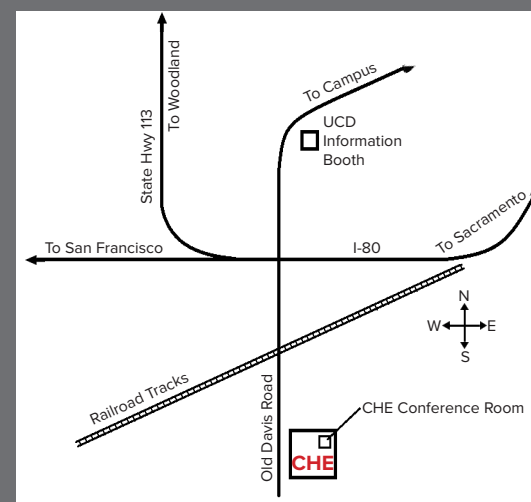 To Campus
To Woodland
State Hwy 113
UCD
Information
Booth
To San Francisco
I-80
To Sacramento
N
W
E
S
Railroad Tracks
Old Davis Road
CHE Conference Room
CHE